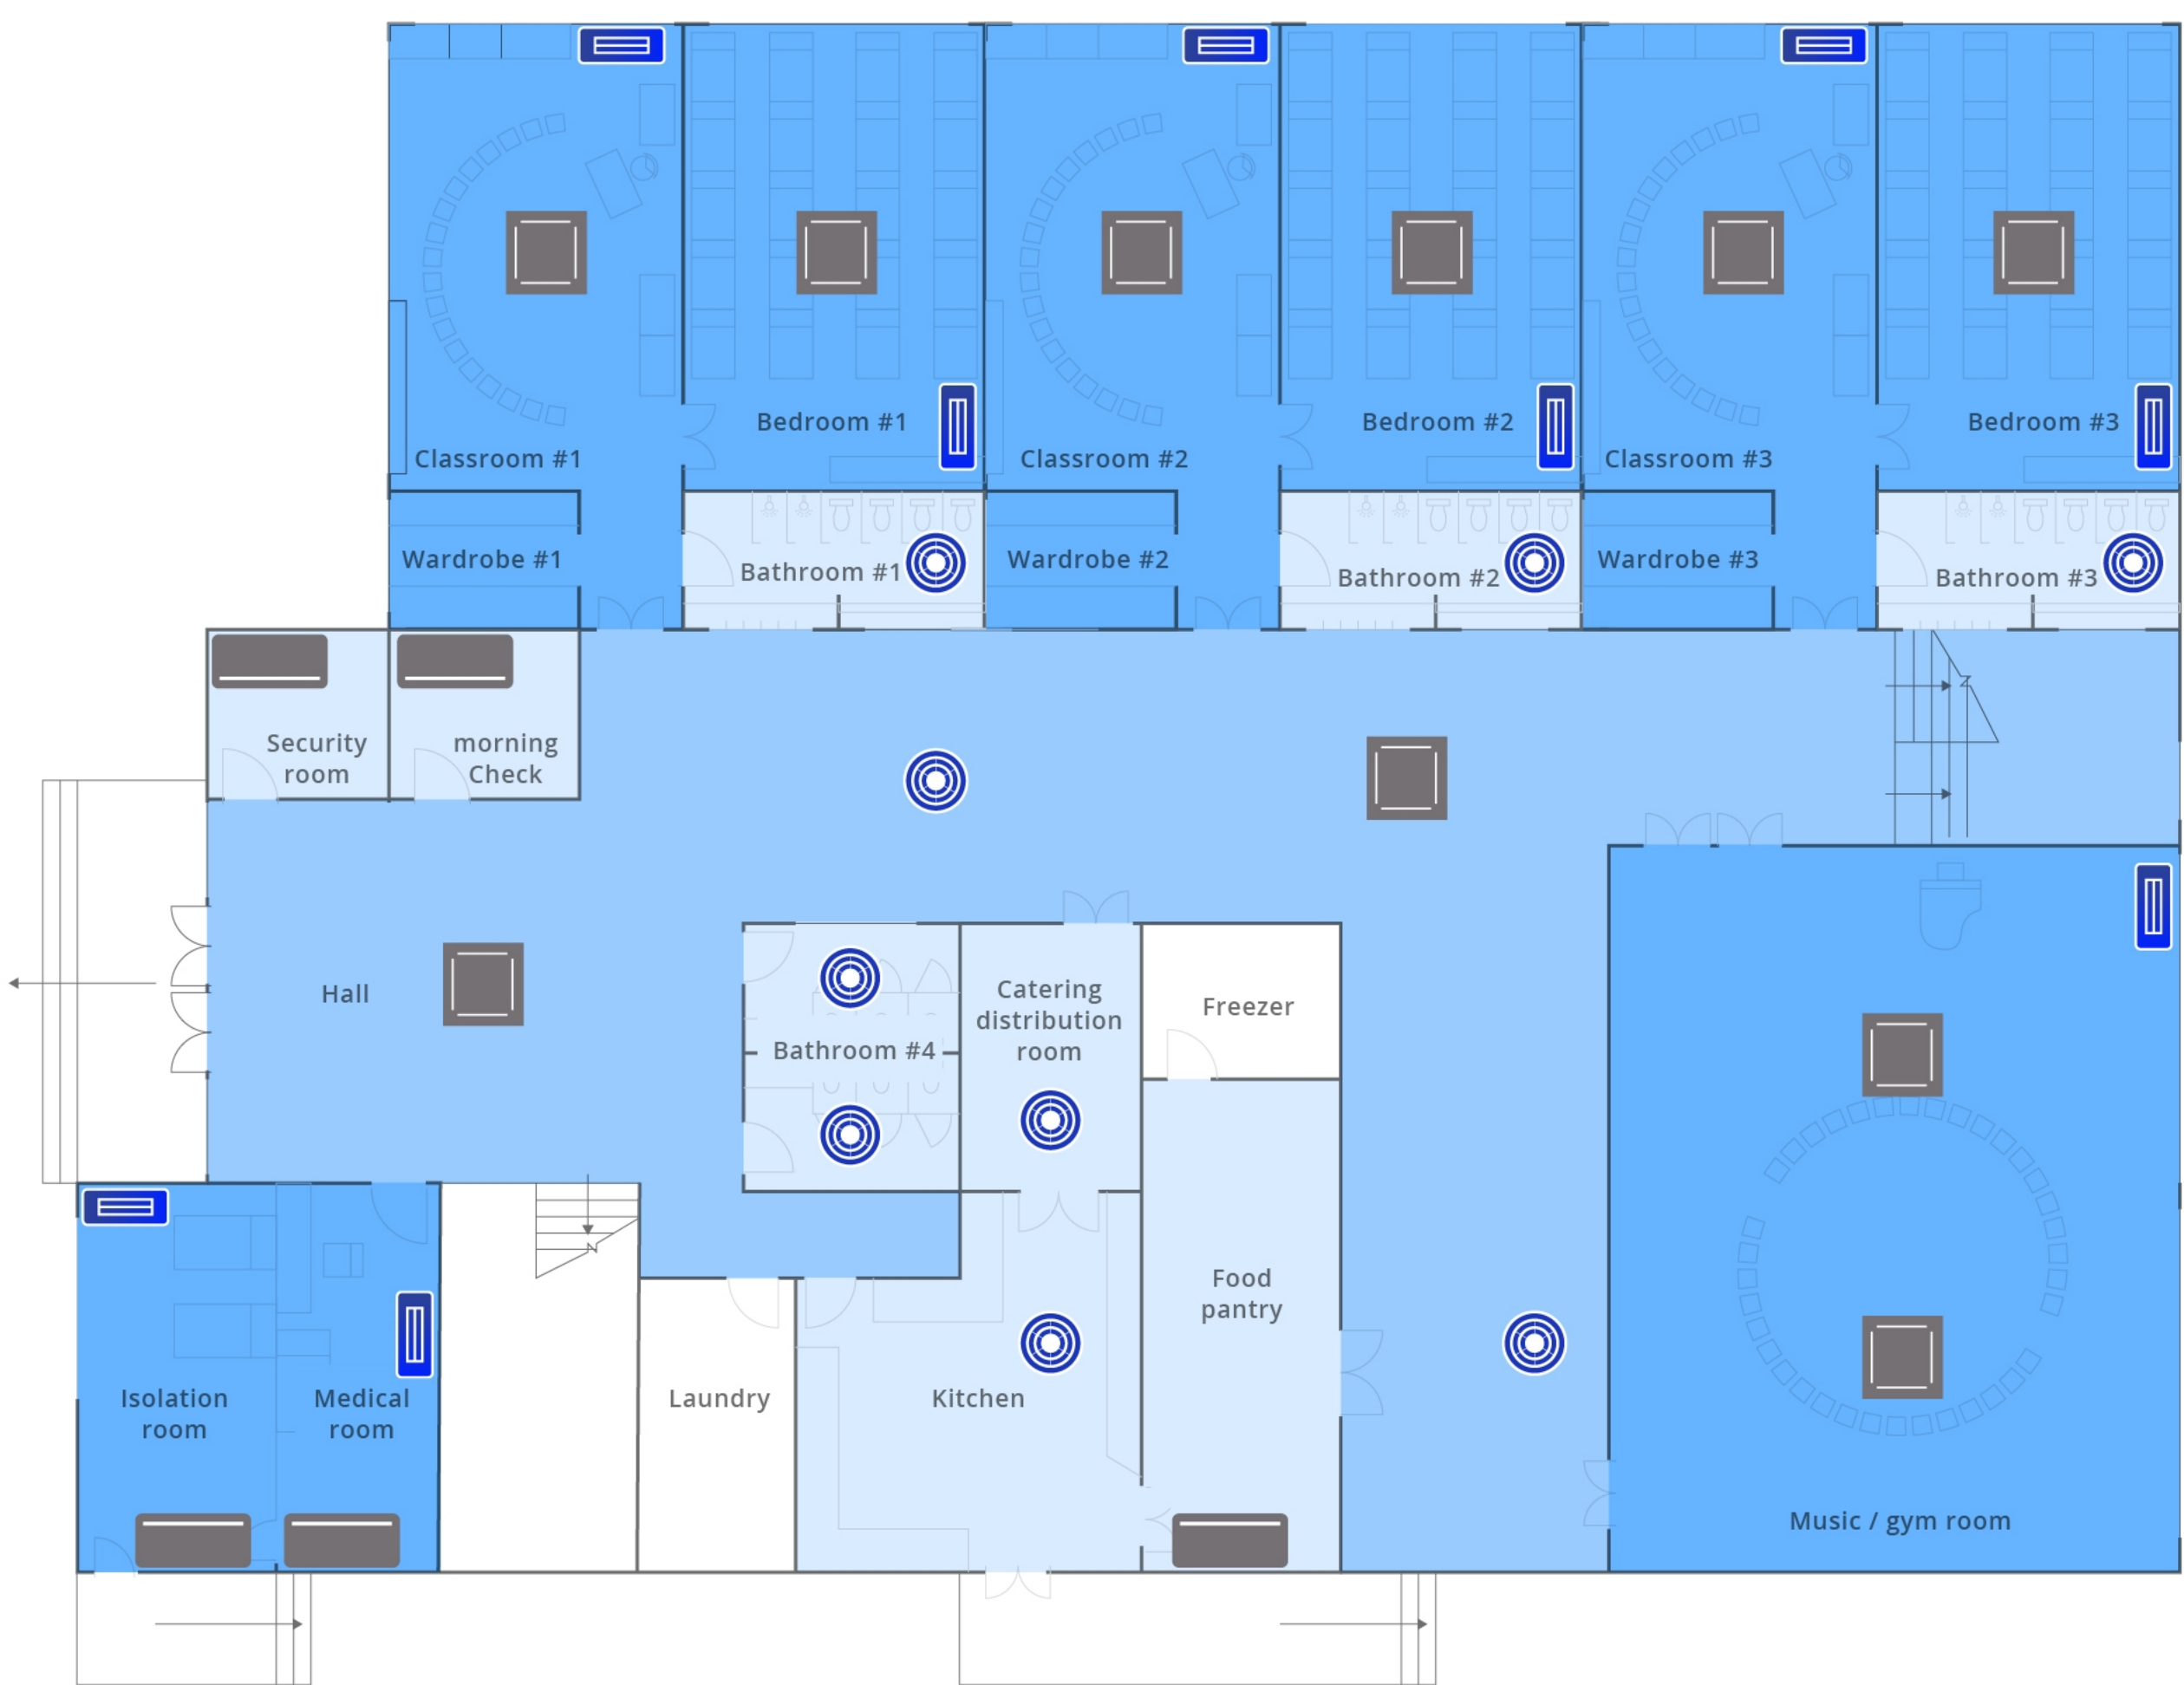 Bedroom #1
Bedroom #2
Bedroom #3
Classroom #1
Classroom #2
Classroom #3
Wardrobe #1
Bathroom #1
Wardrobe #2
Bathroom #2
Wardrobe #3
Bathroom #3
Security
room
morning
Check
Hall
Bathroom #4
Catering
distribution
room
Freezer
Food
pantry
Isolation
room
Medical
room
Laundry
Kitchen
Music / gym room